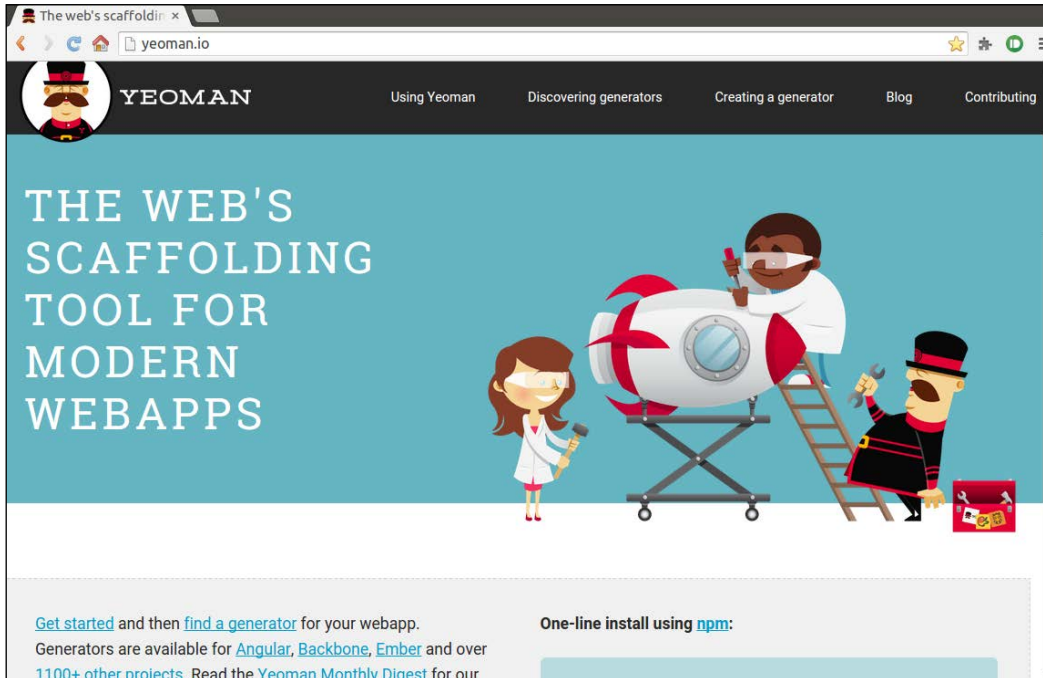 The web's scaffoldin
yeoman.io
YEOMAN
Using Yeoman
Discovering generators
Creating a generator
Blog
Contributing
THE WEB'S
SCAFFOLDING
TOOL FOR
MODERN
WEBAPPS
Get started and then find a generator for your webapp.
Generators are available for Angular, Backbone, Ember and over
1100+ other projects. Read the Yeoman Monthly Digest for our
One-line install using npm: